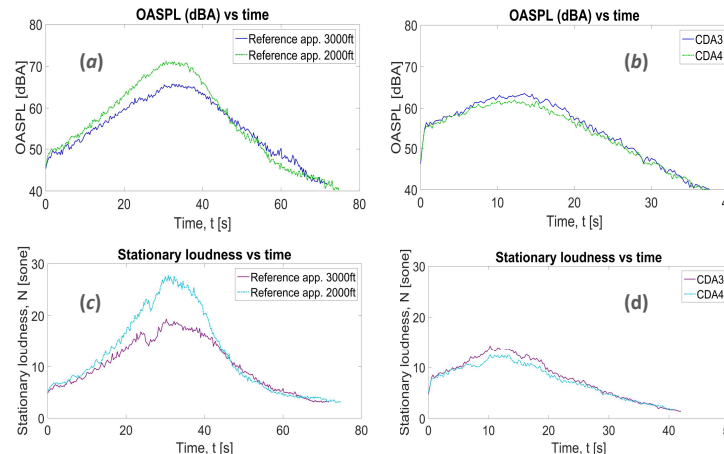 OASPL (dBA) vs time
80
70
60
50
40
OASPL [dBA]
(a)
Reference app. 3000ft
Reference app. 2000ft
0 20 40 60 80
Time, t [s]
OASPL (dBA) vs time
80
70
60
50
40
OASPL [dBA]
(b)
CDA3
CDA4
0 10 20 30
Time, t [s]
Stationary loudness vs time
30
20
10
0
Stationary loudness, N [sone]
(c)
Reference app. 3000ft
Reference app. 2000ft
0 20 40 60 80
Time, t [s]
Stationary loudness vs time
30
20
10
0
Stationary loudness, N [sone]
(d)
CDA3
CDA4
0 10 20 30 40
Time, t [s]